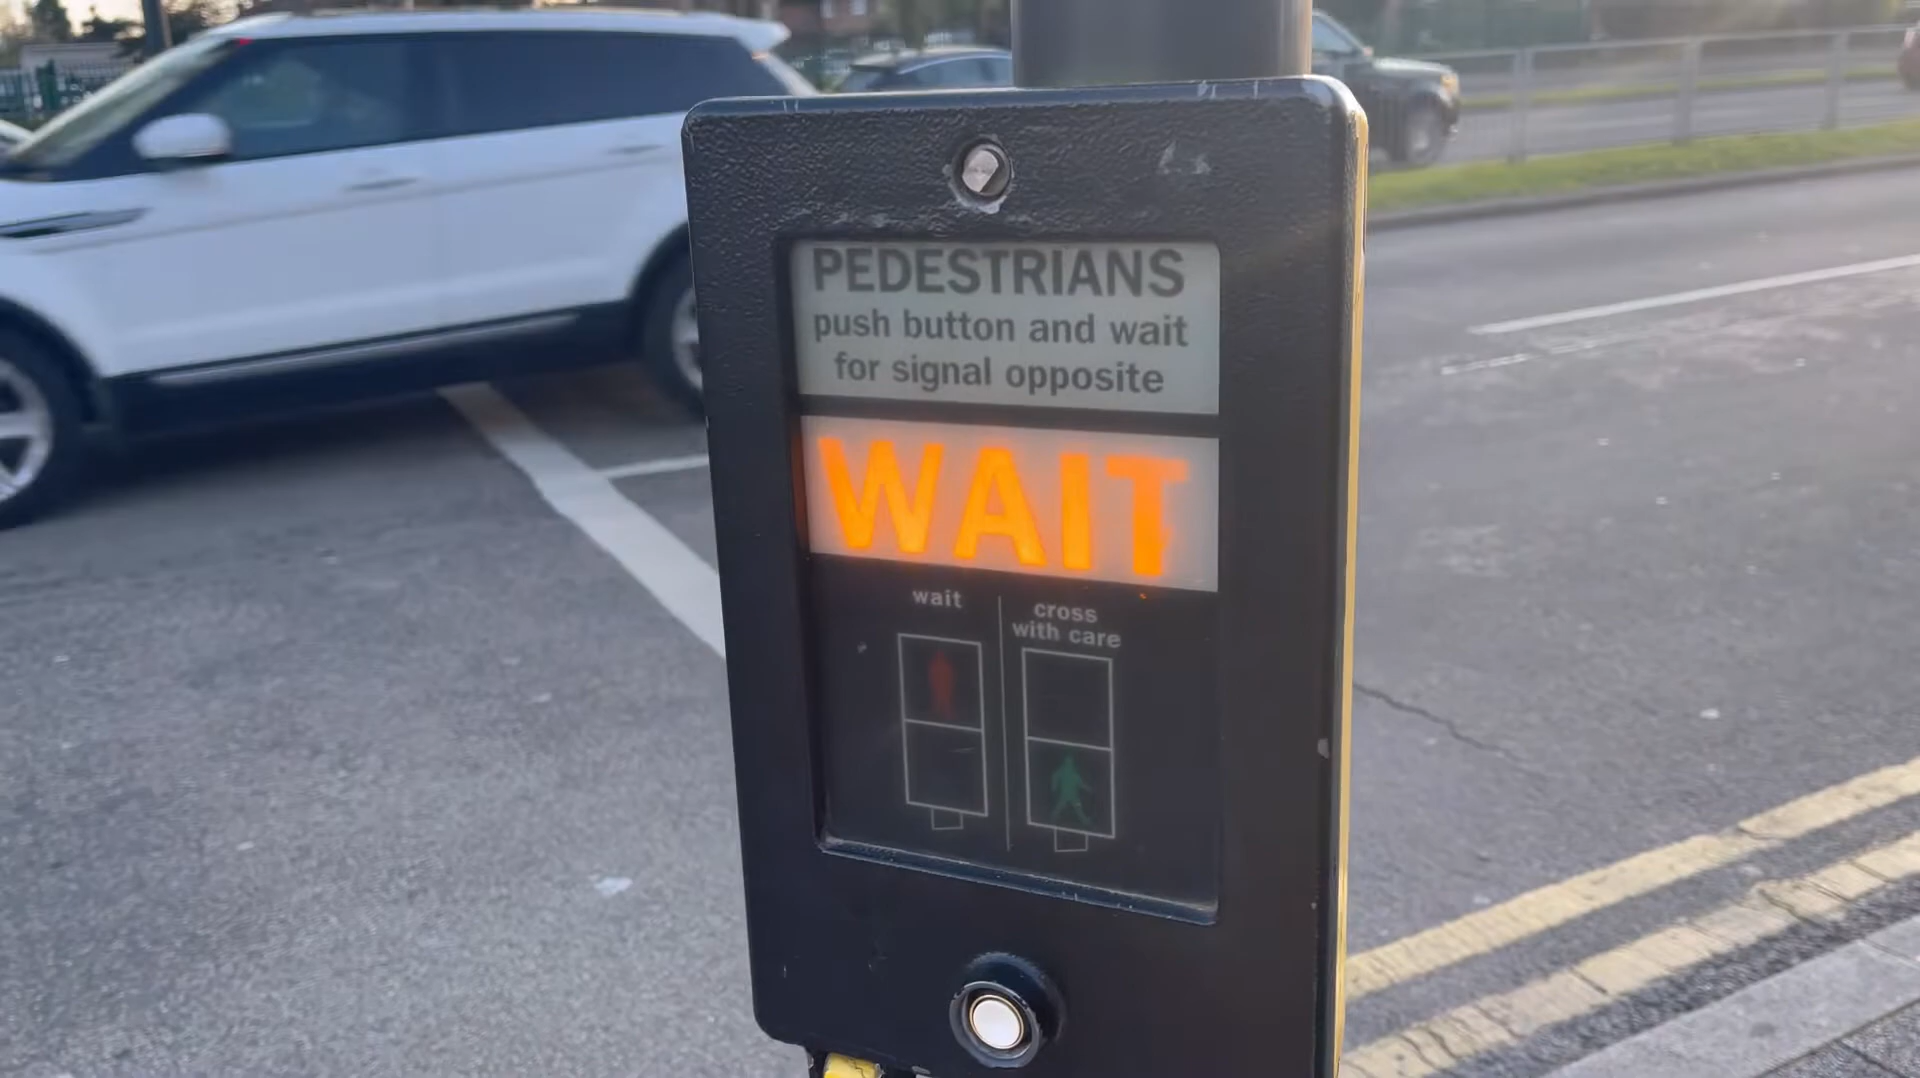 PEDESTRIANS
push button and wait
for signal opposite
WAIT
wait
cross
with care